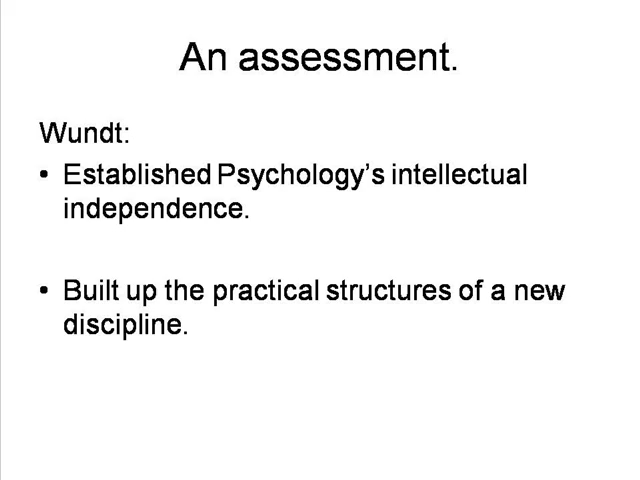 An assessment.
Wundt:
• Established Psychology's intellectual
independence.
• Built up the practical structures of a new
discipline.